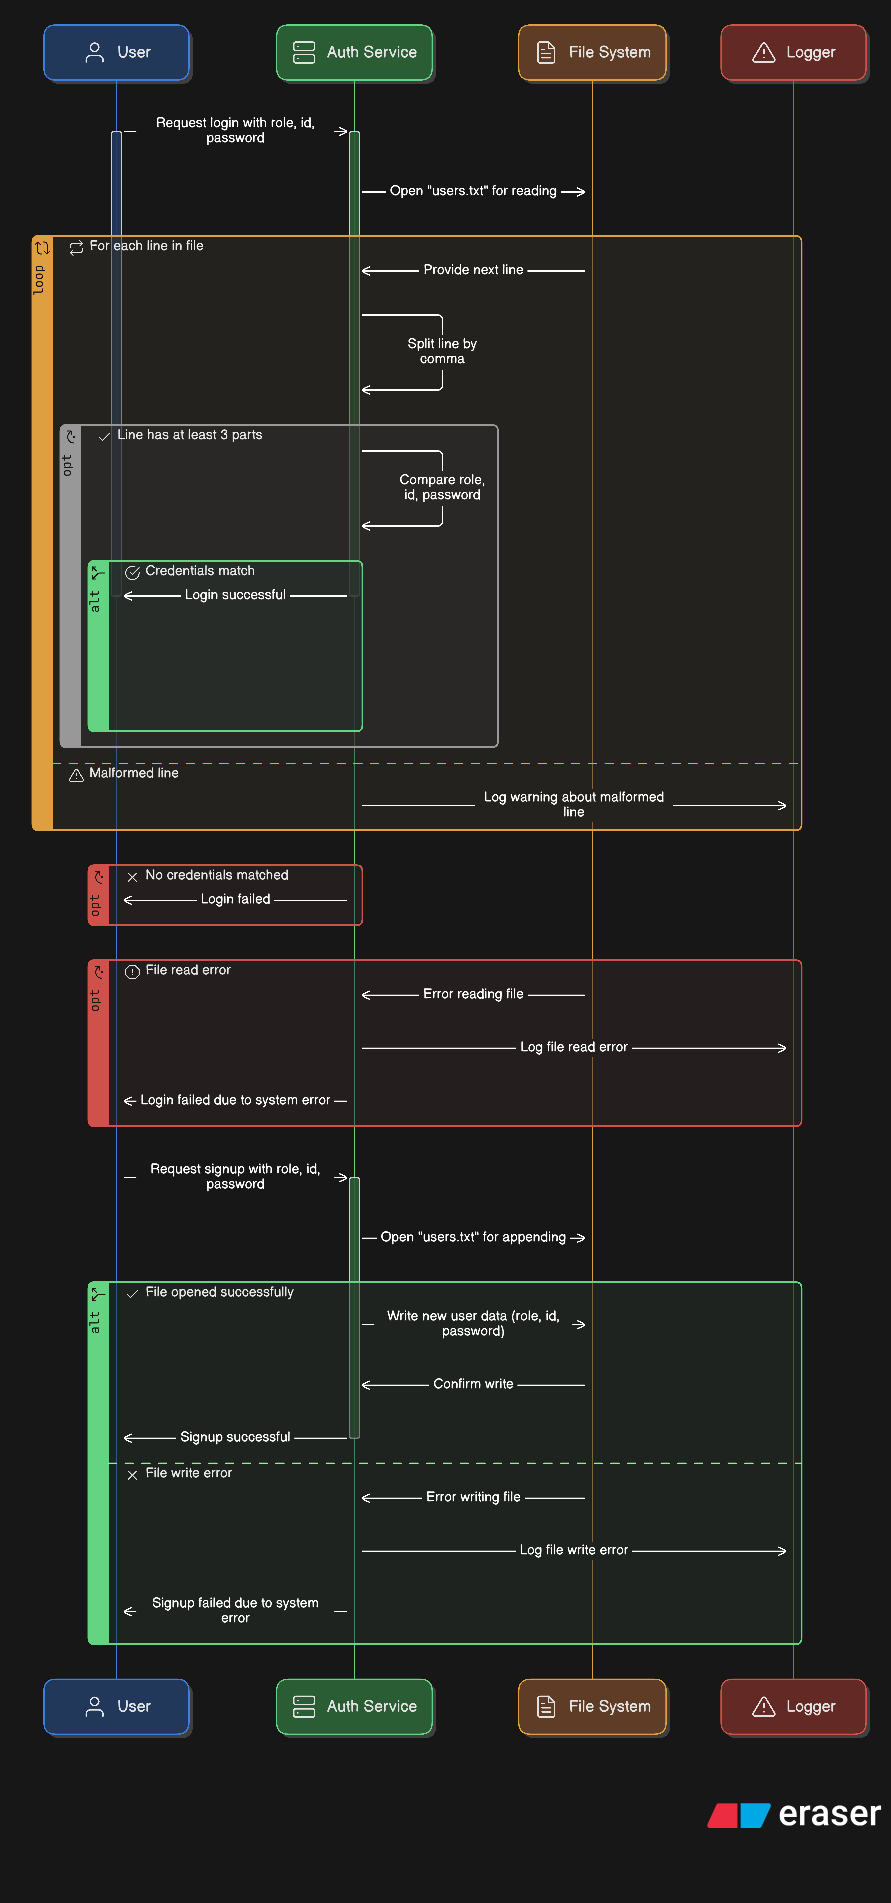 User
Auth Service
File System
Logger
Request login with role, id,
password
Open "users.txt" for reading
loop
For each line in file
Provide next line
Split line by
comma
opt
Line has at least 3 parts
Compare role,
id, password
alt
Credentials match
Login successful
Malformed line
Log warning about malformed
line
opt
No credentials matched
Login failed
opt
File read error
Error reading file
Log file read error
Login failed due to system error
Request signup with role, id,
password
Open "users.txt" for appending
alt
File opened successfully
Write new user data (role, id,
password)
Confirm write
Signup successful
File write error
Error writing file
Log file write error
Signup failed due to system
error
User
Auth Service
File System
Logger
eraser